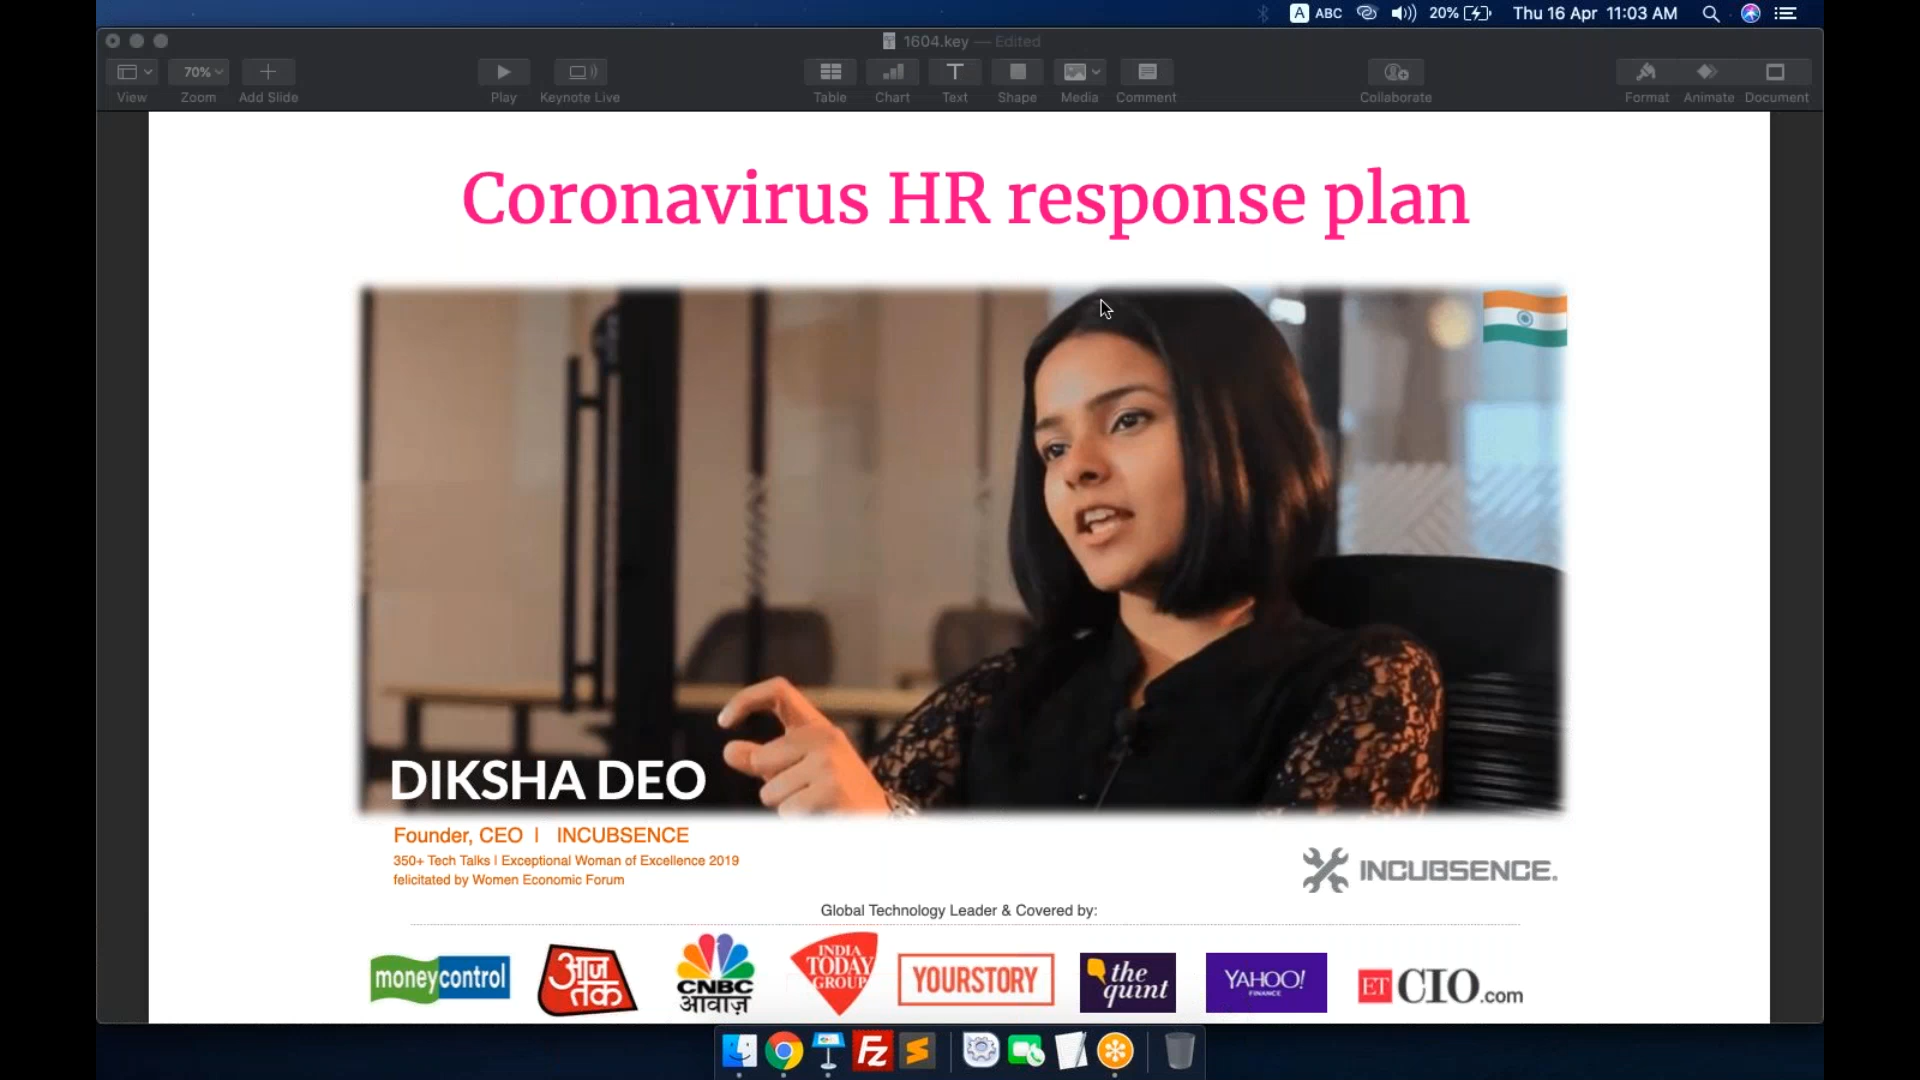 ABC
20%
Thu 16 Apr 11:03 AM
1604.key — Edited
70%
View
Zoom
Add Slide
Play
Keynote Live
Table
Chart
Text
Shape
Media
Comment
Collaborate
Format
Animate
Document
Coronavirus HR response plan
DIKSHA DEO
Founder, CEO | INCUBSENCE
350+ Tech Talks | Exceptional Woman of Excellence 2019
felicitated by Women Economic Forum
INCUBSENCE.
Global Technology Leader & Covered by:
moneycontrol
आज
तक
CNBC
आवाज़
INDIA
TODAY
GROUP
YOURSTORY
the
quint
YAHOO!
FINANCE
ET CIO.com
Fz